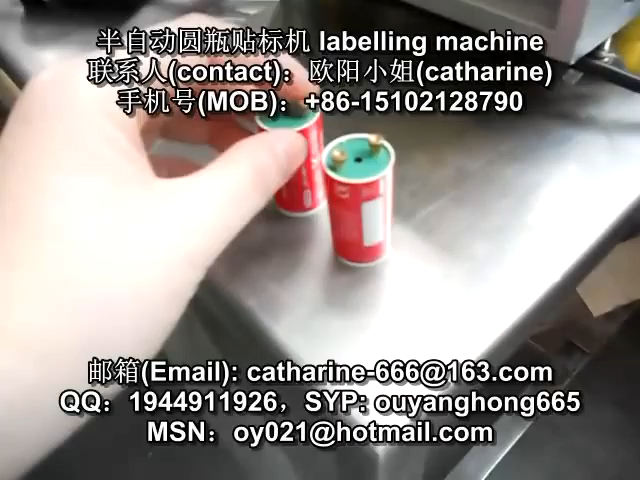 半自动圆瓶贴标机 labelling machine
联系人(contact)：欧阳小姐(catharine)
手机号(MOB)：+86-15102128790
邮箱(Email): catharine-666@163.com
QQ：1944911926，SYP: ouyanghong665
MSN：oy021@hotmail.com